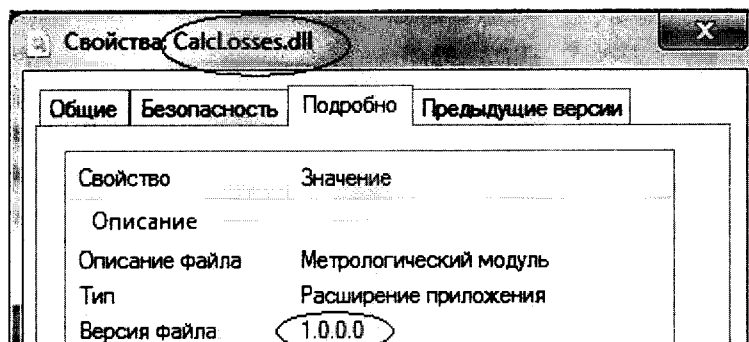 Свойства: CalcLosses.dll
Общие Безопасность Подробно Предыдущие версии
Свойство Значение
Описание
Описание файла Метрологический модуль
Тип Расширение приложения
Версия файла 1.0.0.0